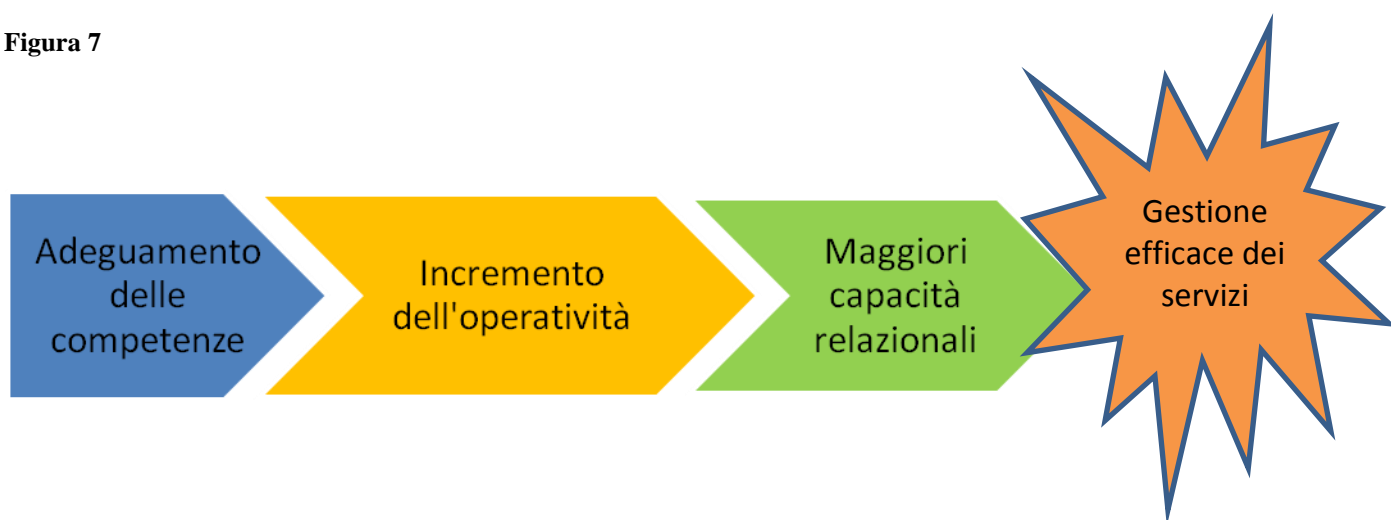 Figura 7
Adeguamento
delle
competenze
Incremento
dell'operatività
Maggiori
capacità
relazionali
Gestione
efficace dei
servizi